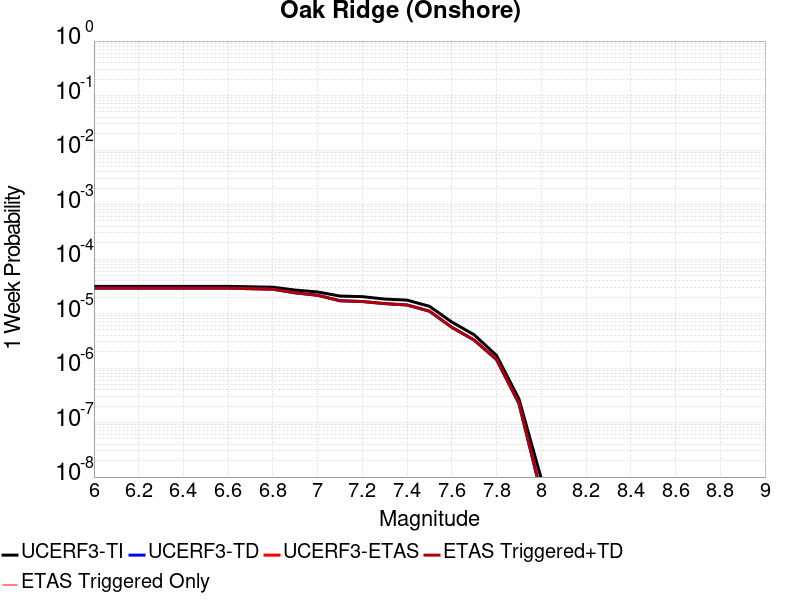 Oak Ridge (Onshore)
10^0
10^-1
10^-2
10^-3
10^-4
10^-5
10^-6
10^-7
10^-8
1 Week Probability
6 6.2 6.4 6.6 6.8 7 7.2 7.4 7.6 7.8 8 8.2 8.4 8.6 8.8 9
Magnitude
UCERF3-TI UCERF3-TD UCERF3-ETAS ETAS Triggered+TD
ETAS Triggered Only